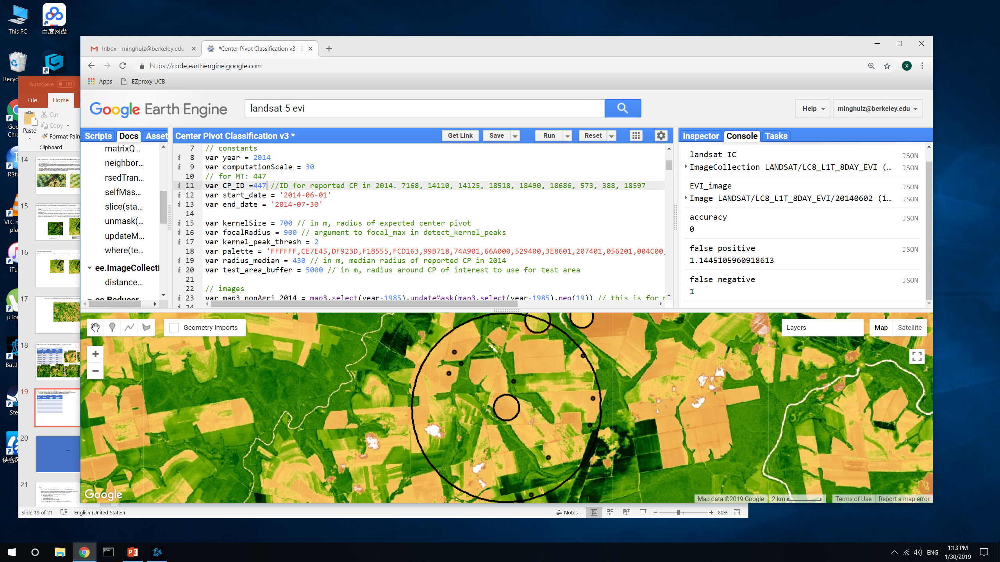 This PC
百度网盘
Recyc
Goo
Chr
RStu
VLC m
pla
iTu
µTor
Battl
Ste
AutoSave Off
File Home
Cut
Copy
Paste
Format Pain
Clipboard
14
15
16
17
18
19
20
21
Slide 19 of 21 English (United States)
Notes 80%
Inbox - minghuiz@berkeley.edu
*Center Pivot Classification v3 - E
https://code.earthengine.google.com
X
Apps EZproxy UCB
Google Earth Engine
landsat 5 evi
Help minghuiz@berkeley.edu
Scripts Docs Asset
matrixQ...
neighbor...
rsedTran...
selfMas...
slice(sta...
unmask(...
updateM...
where(te...
ee.ImageCollecti
distance...
ee.Reducer
Center Pivot Classification v3 *
Get Link Save Run Reset
7 // constants
8 var year = 2014
9 var computationScale = 30
10 // for MT: 447
11 var CP_ID =447 //ID for reported CP in 2014. 7168, 14110, 14125, 18518, 18490, 18686, 573, 388, 18597
12 var start_date = '2014-06-01'
13 var end_date = '2014-07-30'
14
15 var kernelSize = 700 // in m, radius of expected center pivot
16 var focalRadius = 900 // argument to focal_max in detect_kernel_peaks
17 var kernel_peak_thresh = 2
18 var palette = 'FFFFFF,CE7E45,DF923D,F1B555,FCD163,99B718,74A901,66A000,529400,3E8601,207401,056201,004C00,
19 var radius_median = 430 // in m, median radius of reported CP in 2014
20 var test_area_buffer = 5000 // in m, radius around CP of interest to use for test area
21
22 // images
23 var map3_nonAgri_2014 = map3.select(year-1985).updateMask(map3.select(year-1985).neq(19)) // this is for
24
Inspector Console Tasks
landsat IC JSON
ImageCollection LANDSAT/LC8_L1T_8DAY_EVI (... JSON
EVI_image JSON
Image LANDSAT/LC8_L1T_8DAY_EVI/20140602 (1... JSON
accuracy JSON
0
false positive JSON
1.1445105960918613
false negative JSON
1
Geometry Imports
Layers
Map Satellite
+
−
Google
Map data ©2019 Google 2 km Terms of Use Report a map error
ENG
1:13 PM
1/30/2019